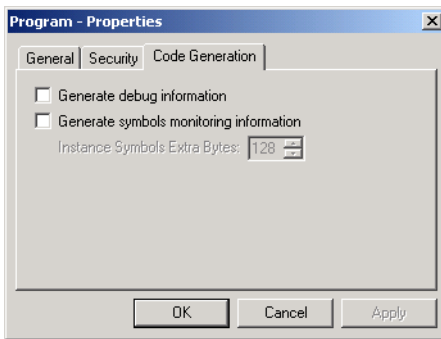 Program - Properties
General Security Code Generation
Generate debug information
Generate symbols monitoring information
Instance Symbols Extra Bytes: 128
OK Cancel Apply